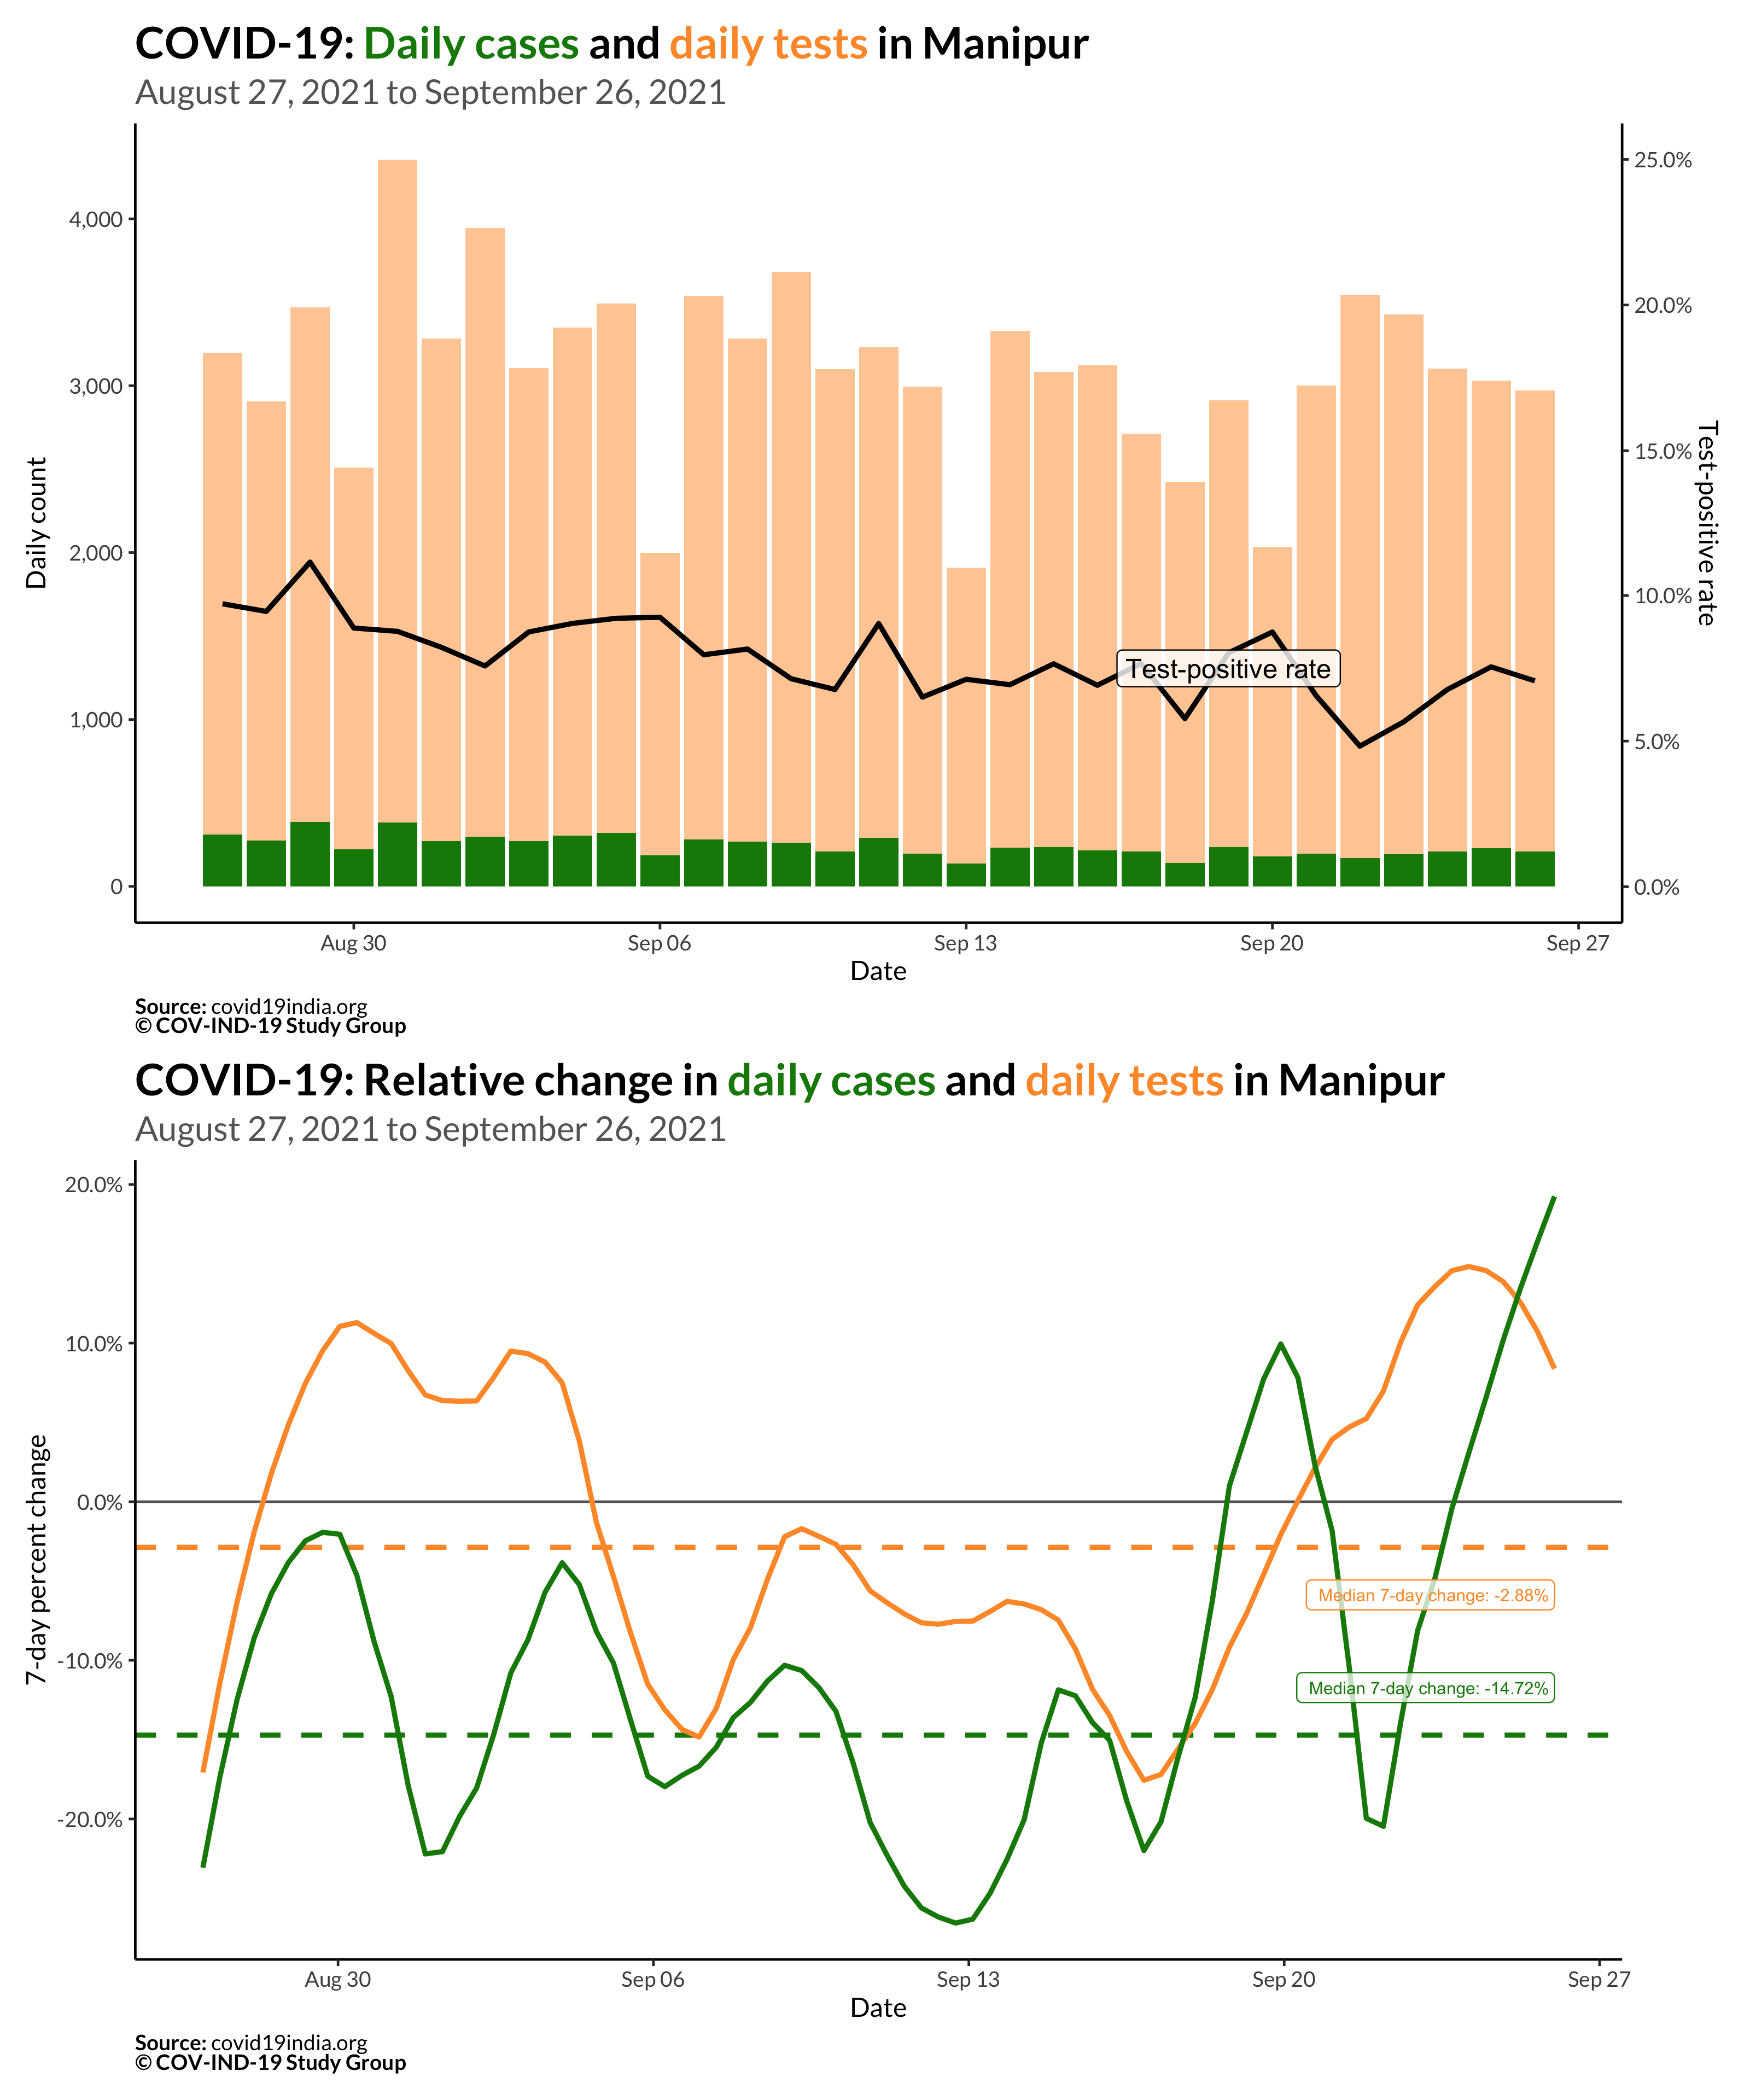 COVID-19: Daily cases and daily tests in Manipur
August 27, 2021 to September 26, 2021
Daily count
4,000
3,000
2,000
1,000
0
25.0%
20.0%
15.0%
10.0%
5.0%
0.0%
Test-positive rate
Test-positive rate
Aug 30
Sep 06
Sep 13
Sep 20
Sep 27
Date
Source: covid19india.org
© COV-IND-19 Study Group
COVID-19: Relative change in daily cases and daily tests in Manipur
August 27, 2021 to September 26, 2021
7-day percent change
20.0%
10.0%
0.0%
-10.0%
-20.0%
Median 7-day change: -2.88%
Median 7-day change: -14.72%
Aug 30
Sep 06
Sep 13
Sep 20
Sep 27
Date
Source: covid19india.org
© COV-IND-19 Study Group